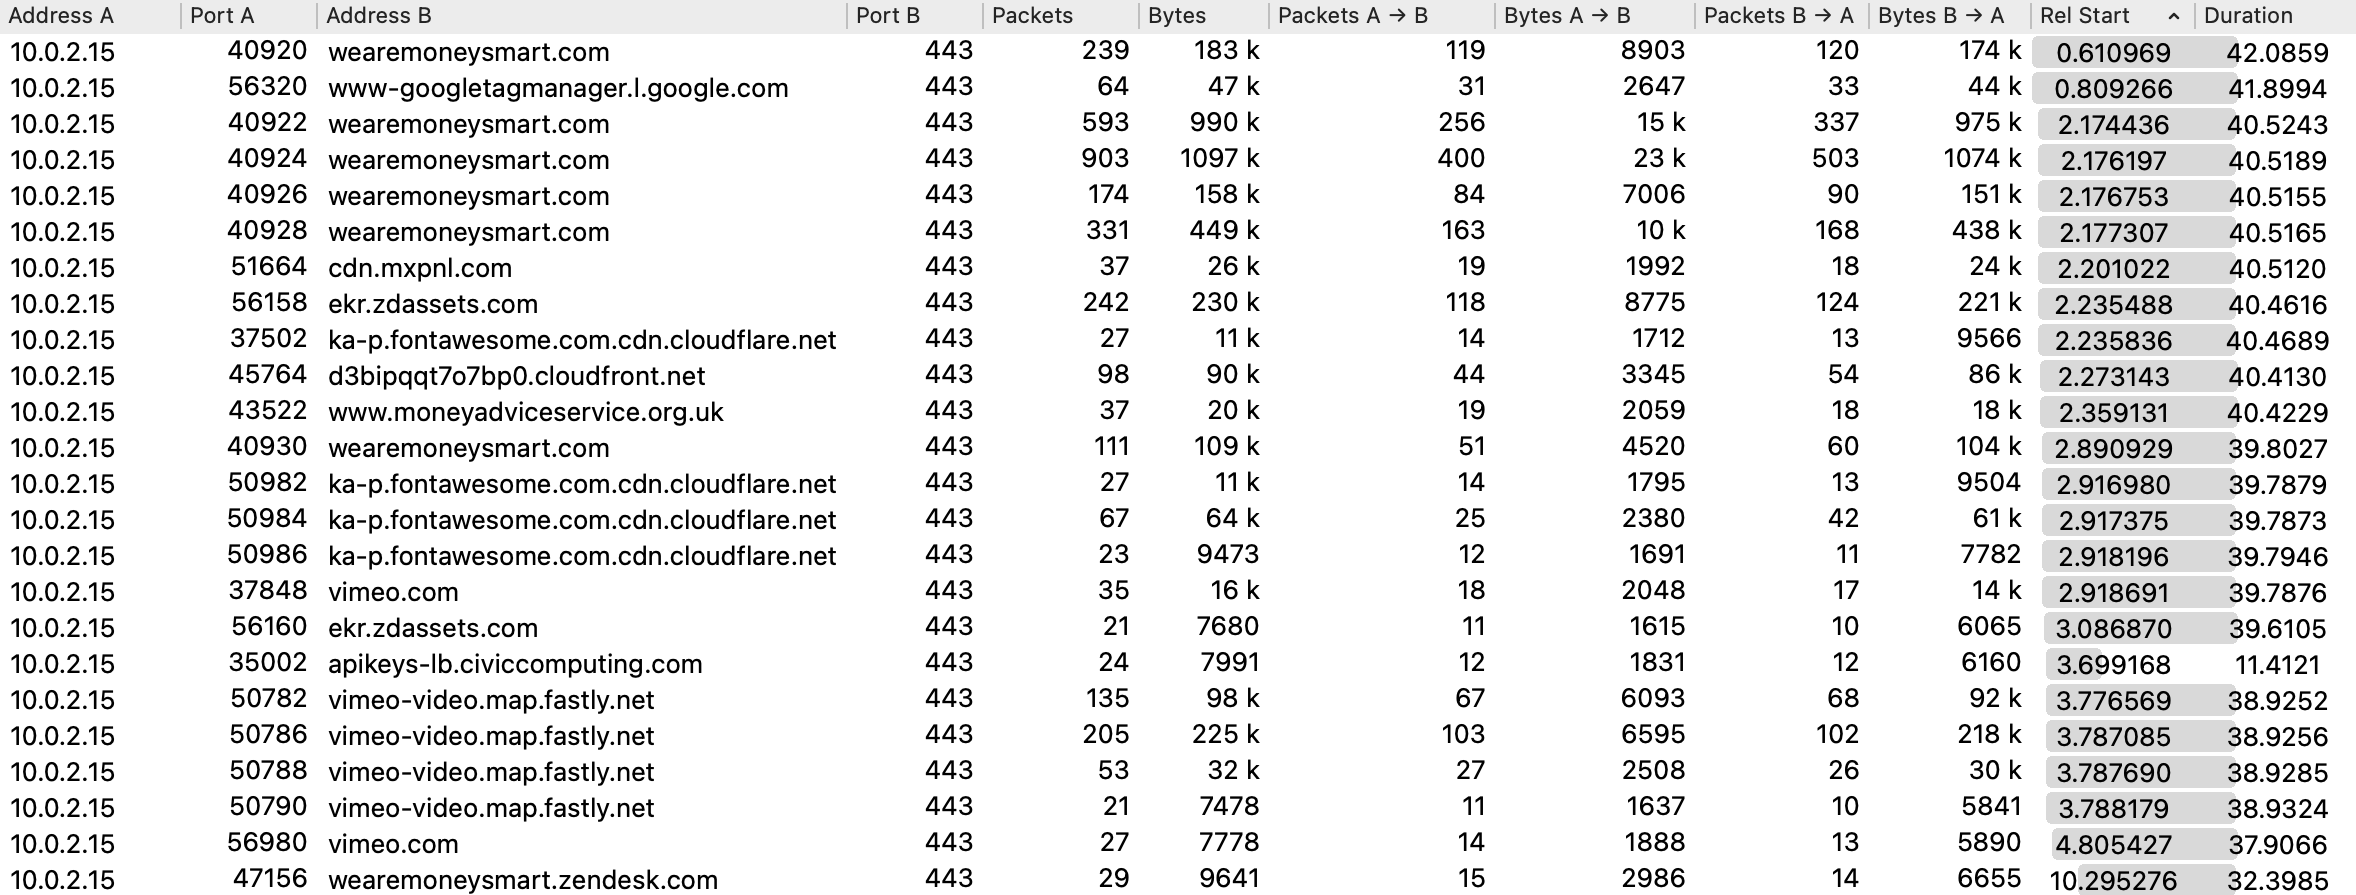 Address A Port A Address B Port B Packets Bytes Packets A → B Bytes A → B Packets B → A Bytes B → A Rel Start Duration
10.0.2.15 40920 wearemoneysmart.com 443 239 183 k 119 8903 120 174 k 0.610969 42.0859
10.0.2.15 56320 www-googletagmanager.l.google.com 443 64 47 k 31 2647 33 44 k 0.809266 41.8994
10.0.2.15 40922 wearemoneysmart.com 443 593 990 k 256 15 k 337 975 k 2.174436 40.5243
10.0.2.15 40924 wearemoneysmart.com 443 903 1097 k 400 23 k 503 1074 k 2.176197 40.5189
10.0.2.15 40926 wearemoneysmart.com 443 174 158 k 84 7006 90 151 k 2.176753 40.5155
10.0.2.15 40928 wearemoneysmart.com 443 331 449 k 163 10 k 168 438 k 2.177307 40.5165
10.0.2.15 51664 cdn.mxpnl.com 443 37 26 k 19 1992 18 24 k 2.201022 40.5120
10.0.2.15 56158 ekr.zdassets.com 443 242 230 k 118 8775 124 221 k 2.235488 40.4616
10.0.2.15 37502 ka-p.fontawesome.com.cdn.cloudflare.net 443 27 11 k 14 1712 13 9566 2.235836 40.4689
10.0.2.15 45764 d3bipqqt7o7bp0.cloudfront.net 443 98 90 k 44 3345 54 86 k 2.273143 40.4130
10.0.2.15 43522 www.moneyadviceservice.org.uk 443 37 20 k 19 2059 18 18 k 2.359131 40.4229
10.0.2.15 40930 wearemoneysmart.com 443 111 109 k 51 4520 60 104 k 2.890929 39.8027
10.0.2.15 50982 ka-p.fontawesome.com.cdn.cloudflare.net 443 27 11 k 14 1795 13 9504 2.916980 39.7879
10.0.2.15 50984 ka-p.fontawesome.com.cdn.cloudflare.net 443 67 64 k 25 2380 42 61 k 2.917375 39.7873
10.0.2.15 50986 ka-p.fontawesome.com.cdn.cloudflare.net 443 23 9473 12 1691 11 7782 2.918196 39.7946
10.0.2.15 37848 vimeo.com 443 35 16 k 18 2048 17 14 k 2.918691 39.7876
10.0.2.15 56160 ekr.zdassets.com 443 21 7680 11 1615 10 6065 3.086870 39.6105
10.0.2.15 35002 apikeys-lb.civiccomputing.com 443 24 7991 12 1831 12 6160 3.699168 11.4121
10.0.2.15 50782 vimeo-video.map.fastly.net 443 135 98 k 67 6093 68 92 k 3.776569 38.9252
10.0.2.15 50786 vimeo-video.map.fastly.net 443 205 225 k 103 6595 102 218 k 3.787085 38.9256
10.0.2.15 50788 vimeo-video.map.fastly.net 443 53 32 k 27 2508 26 30 k 3.787690 38.9285
10.0.2.15 50790 vimeo-video.map.fastly.net 443 21 7478 11 1637 10 5841 3.788179 38.9324
10.0.2.15 56980 vimeo.com 443 27 7778 14 1888 13 5890 4.805427 37.9066
10.0.2.15 47156 wearemoneysmart.zendesk.com 443 29 9641 15 2986 14 6655 10.295276 32.3985